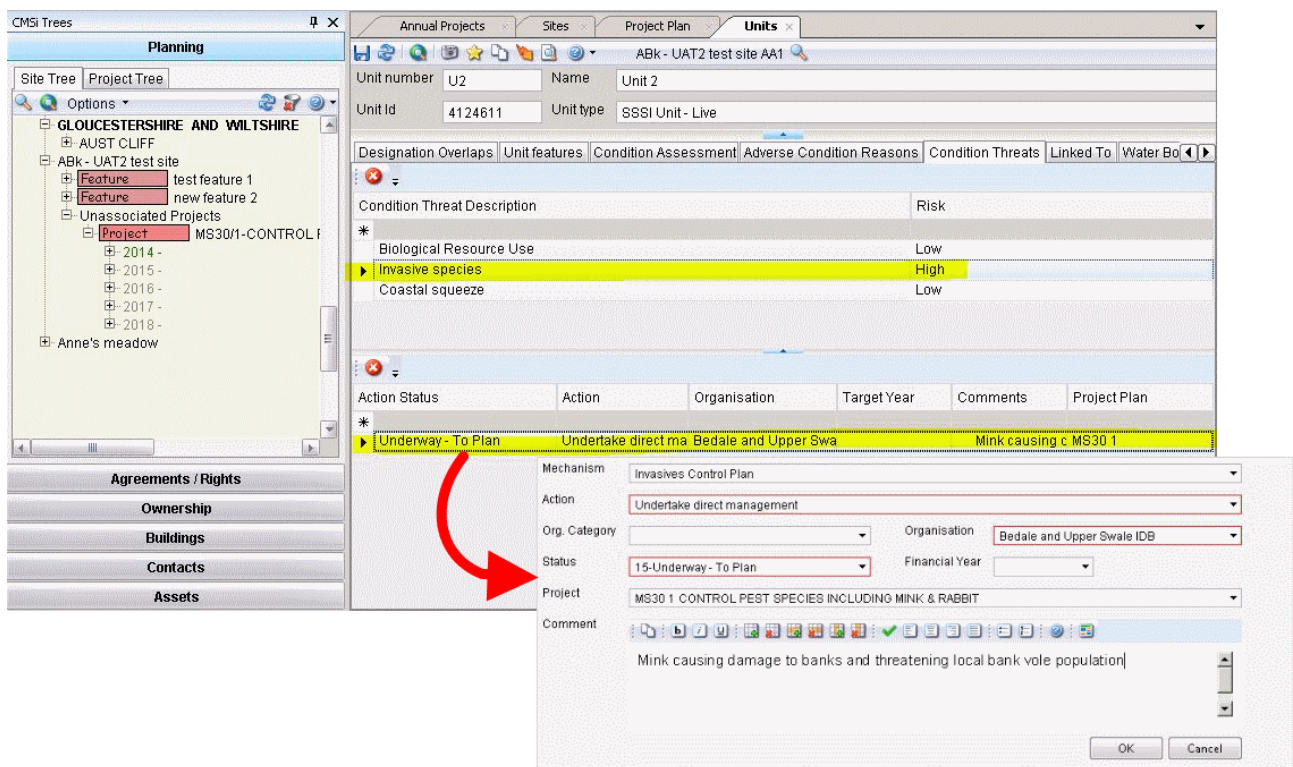 CMSi Trees
Planning
Site Tree Project Tree
Options
GLOUCESTERSHIRE AND WILTSHIRE
AUST CLIFF
ABk - UAT2 test site
Feature test feature 1
Feature new feature 2
Unassociated Projects
Project MS30/1-CONTROL F
2014 -
2015 -
2016 -
2017 -
2018 -
Anne's meadow
Agreements / Rights
Ownership
Buildings
Contacts
Assets
Annual Projects Sites Project Plan Units
ABk - UAT2 test site AA1
Unit number U2 Name Unit 2
Unit Id 4124611 Unit type SSSI Unit - Live
Designation Overlaps Unit features Condition Assessment Adverse Condition Reasons Condition Threats Linked To Water Bo
Condition Threat Description Risk
Biological Resource Use Low
Invasive species High
Coastal squeeze Low
Action Status Action Organisation Target Year Comments Project Plan
Underway - To Plan Undertake direct ma Bedale and Upper Swa Mink causing c MS30 1
Mechanism Invasives Control Plan
Action Undertake direct management
Org. Category Organisation Bedale and Upper Swale IDB
Status 15-Underway - To Plan Financial Year
Project MS30 1 CONTROL PEST SPECIES INCLUDING MINK & RABBIT
Comment
b i u
Mink causing damage to banks and threatening local bank vole population
OK Cancel